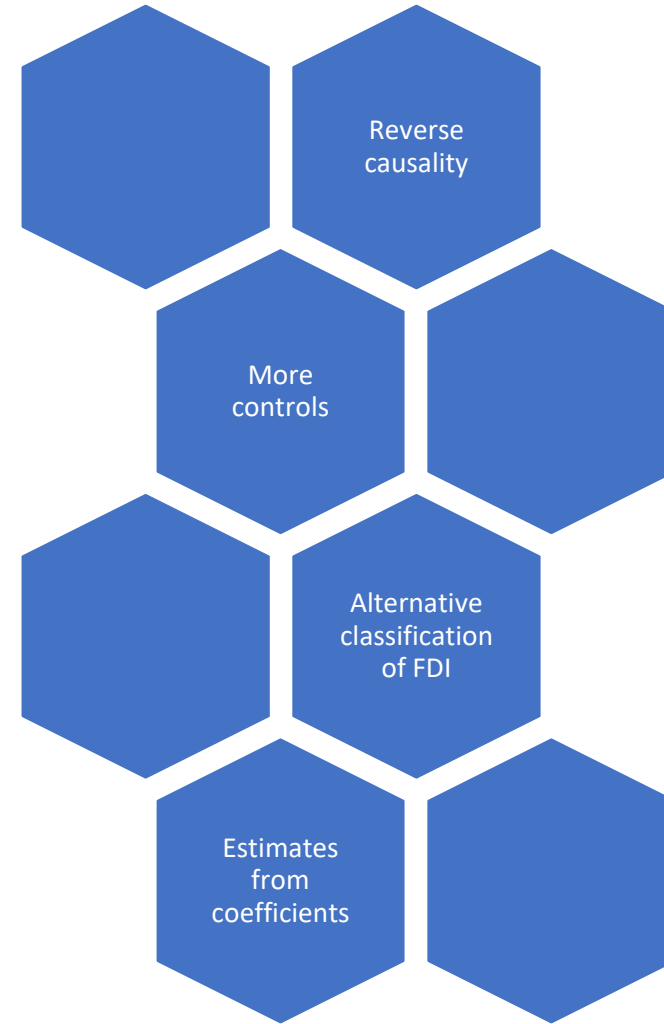 Reverse
causality
More
controls
Alternative
classification
of FDI
Estimates
from
coefficients